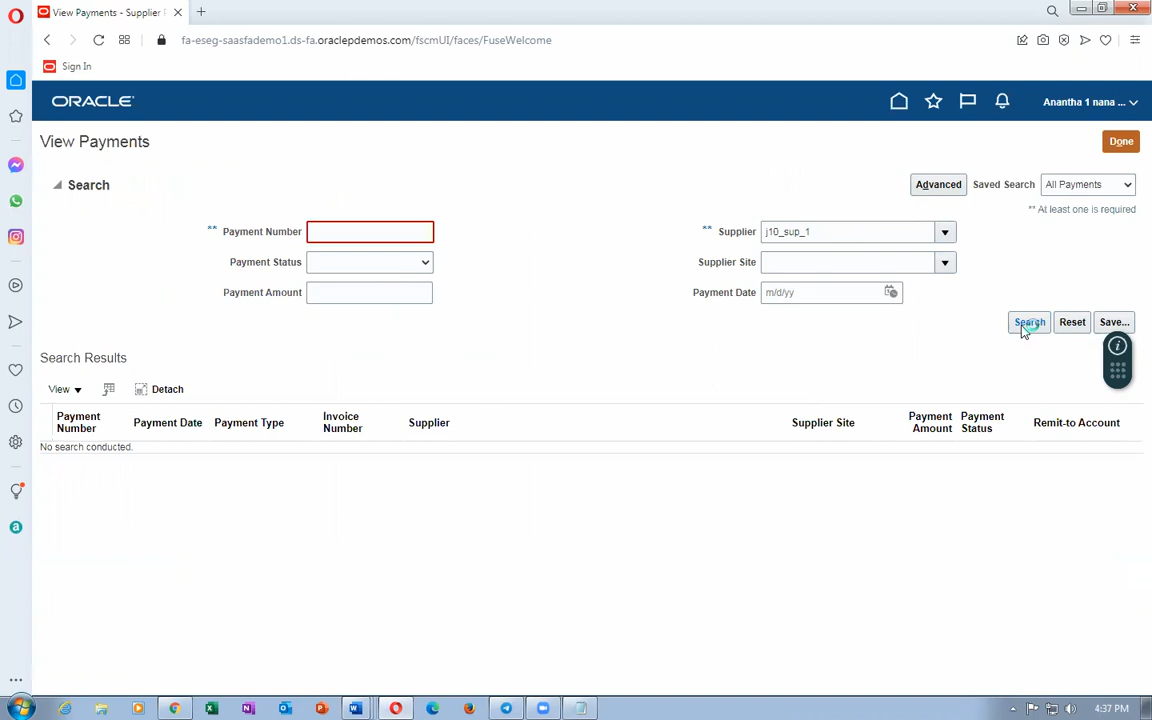 View Payments - Supplier P
fa-eseg-saasfademo1.ds-fa.oraclepdemos.com/fscmUI/faces/FuseWelcome
Sign In
ORACLE
Anantha 1 nana ...
View Payments
Done
Search
Advanced Saved Search All Payments
** At least one is required
** Payment Number
** Supplier j10_sup_1
Payment Status
Supplier Site
Payment Amount
Payment Date m/d/yy
Search Reset Save...
Search Results
View Detach
Payment Number Payment Date Payment Type Invoice Number Supplier Supplier Site Payment Amount Payment Status Remit-to Account
No search conducted.
4:37 PM